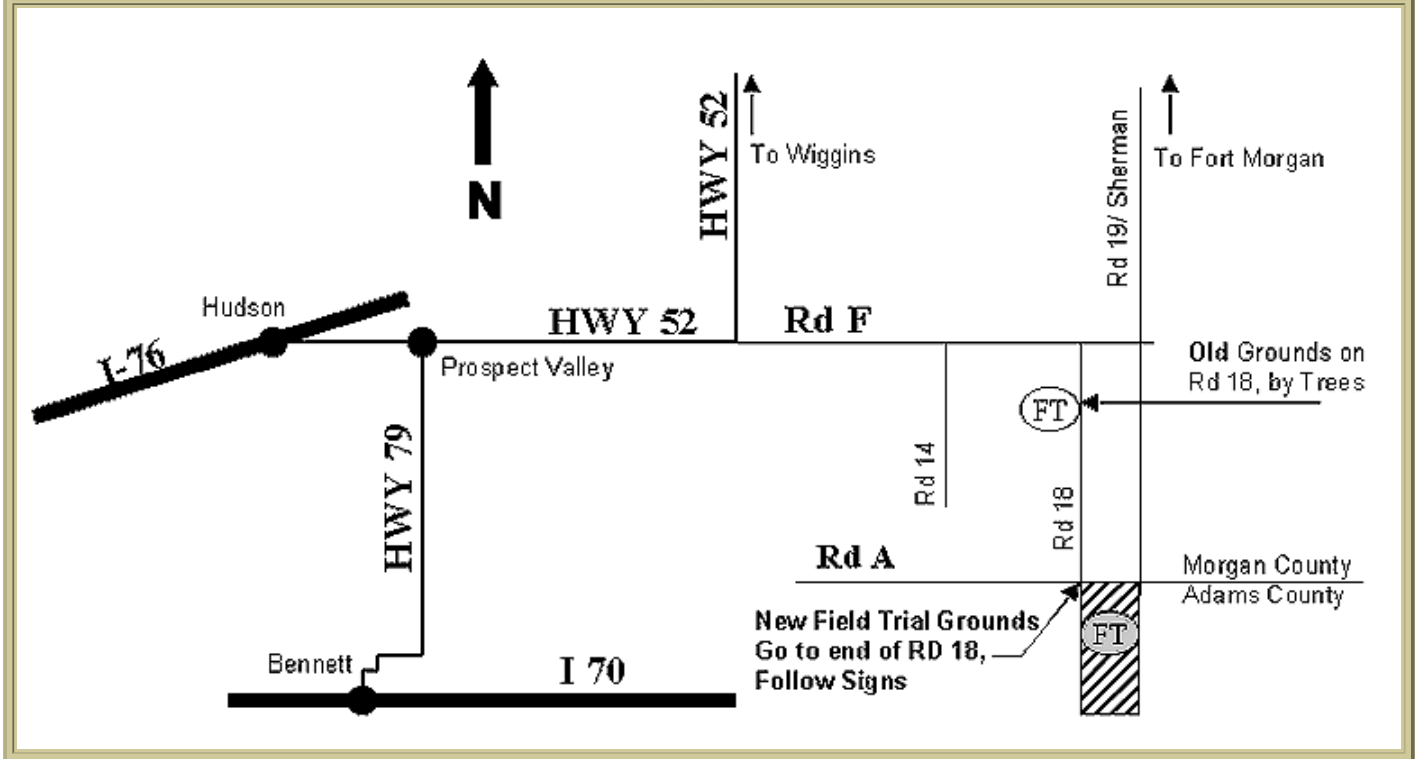 HWY 52
To Wiggins
Rd 19/ Sherman
To Fort Morgan
N
Hudson
I-76
HWY 52
Rd F
Prospect Valley
Old Grounds on
Rd 18, by Trees
FT
HWY 79
Rd 14
Rd 18
Rd A
Morgan County
Adams County
New Field Trial Grounds
Go to end of RD 18,
Follow Signs
FT
Bennett
I 70